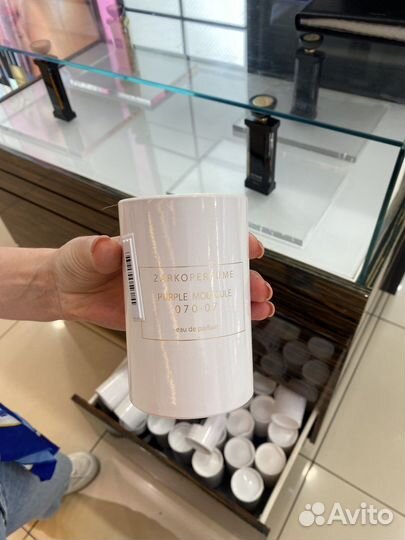 ZARKOPERFUME
PURPLE MOLECULE
070·07
eau de parfum
Avito